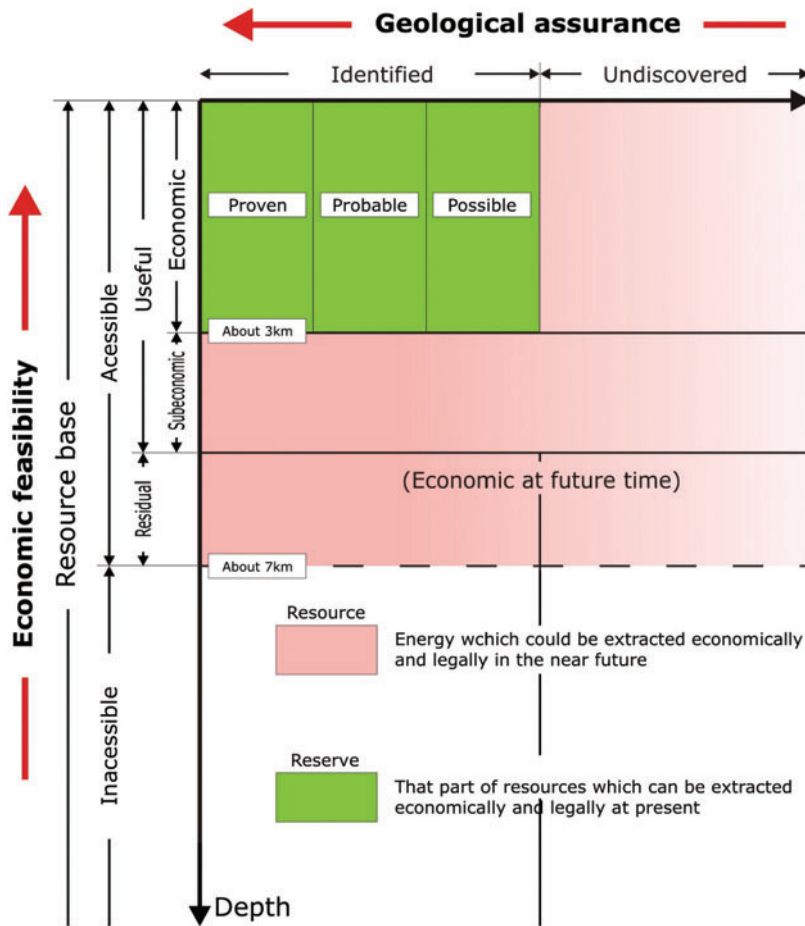 Geological assurance
Identified
Undiscovered
Economic feasibility
Resource base
Acessible
Inacessible
Useful
Residual
Economic
Subeconomic
Proven
Probable
Possible
About 3km
(Economic at future time)
About 7km
Resource
Energy wchich could be extracted economically
and legally in the near future
Reserve
That part of resources which can be extracted
economically and legally at present
Depth